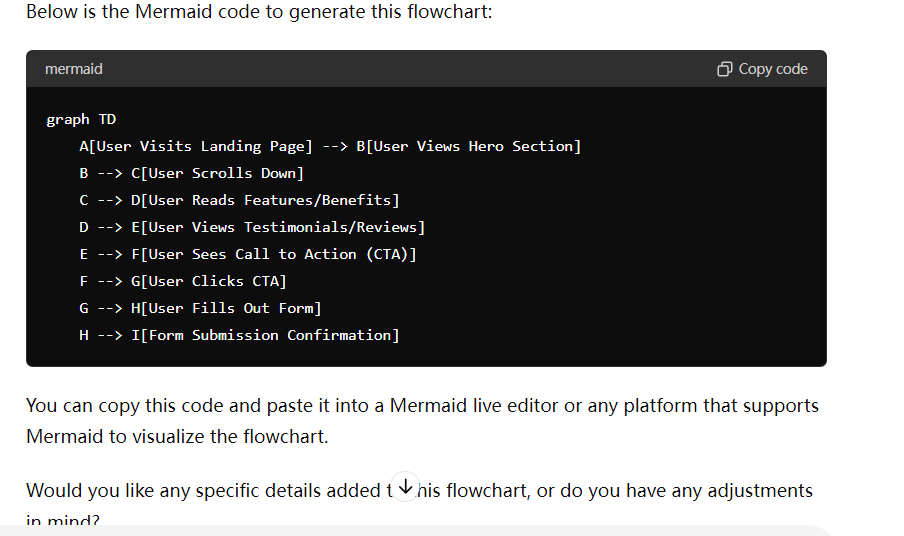 Below is the Mermaid code to generate this flowchart:
mermaid
Copy code
graph TD
A[User Visits Landing Page] --> B[User Views Hero Section]
B --> C[User Scrolls Down]
C --> D[User Reads Features/Benefits]
D --> E[User Views Testimonials/Reviews]
E --> F[User Sees Call to Action (CTA)]
F --> G[User Clicks CTA]
G --> H[User Fills Out Form]
H --> I[Form Submission Confirmation]
You can copy this code and paste it into a Mermaid live editor or any platform that supports
Mermaid to visualize the flowchart.
Would you like any specific details added t his flowchart, or do you have any adjustments
in mind?